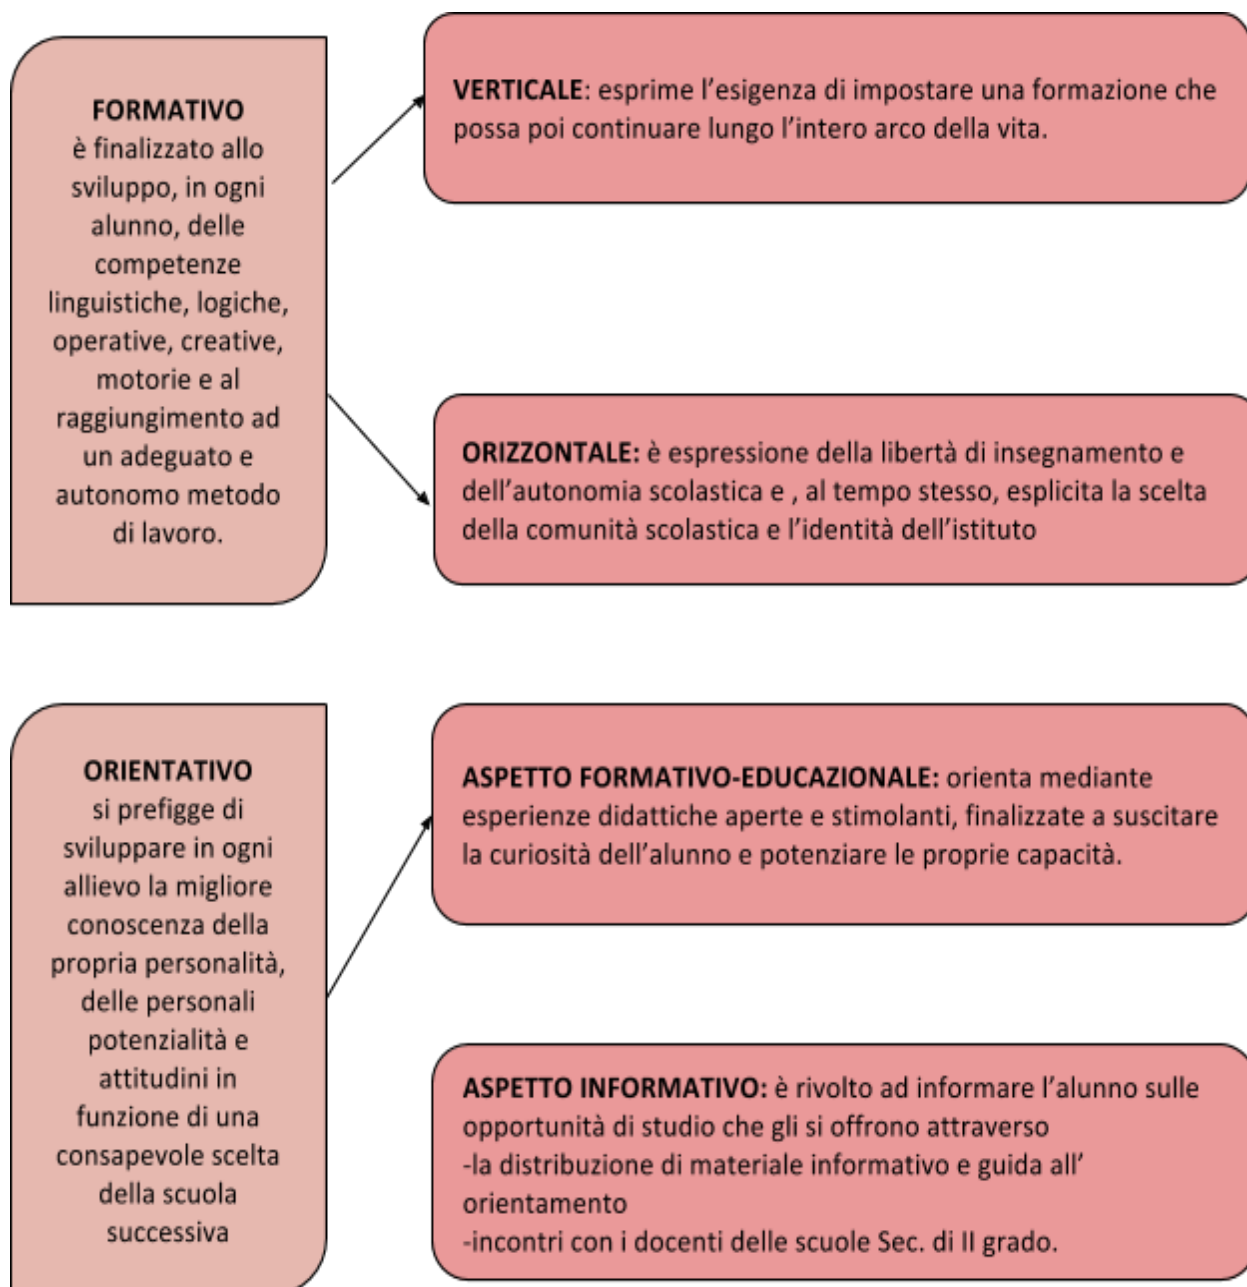 FORMATIVO
è finalizzato allo
sviluppo, in ogni
alunno, delle
competenze
linguistiche, logiche,
operative, creative,
motorie e al
raggiungimento ad
un adeguato e
autonomo metodo
di lavoro.
VERTICALE: esprime l'esigenza di impostare una formazione che
possa poi continuare lungo l'intero arco della vita.
ORIZZONTALE: è espressione della libertà di insegnamento e
dell'autonomia scolastica e , al tempo stesso, esplicita la scelta
della comunità scolastica e l'identità dell'istituto
ORIENTATIVO
si prefigge di
sviluppare in ogni
allievo la migliore
conoscenza della
propria personalità,
delle personali
potenzialità e
attitudini in
funzione di una
consapevole scelta
della scuola
successiva
ASPETTO FORMATIVO-EDUCAZIONALE: orienta mediante
esperienze didattiche aperte e stimolanti, finalizzate a suscitare
la curiosità dell'alunno e potenziare le proprie capacità.
ASPETTO INFORMATIVO: è rivolto ad informare l'alunno sulle
opportunità di studio che gli si offrono attraverso
-la distribuzione di materiale informativo e guida all'
orientamento
-incontri con i docenti delle scuole Sec. di II grado.